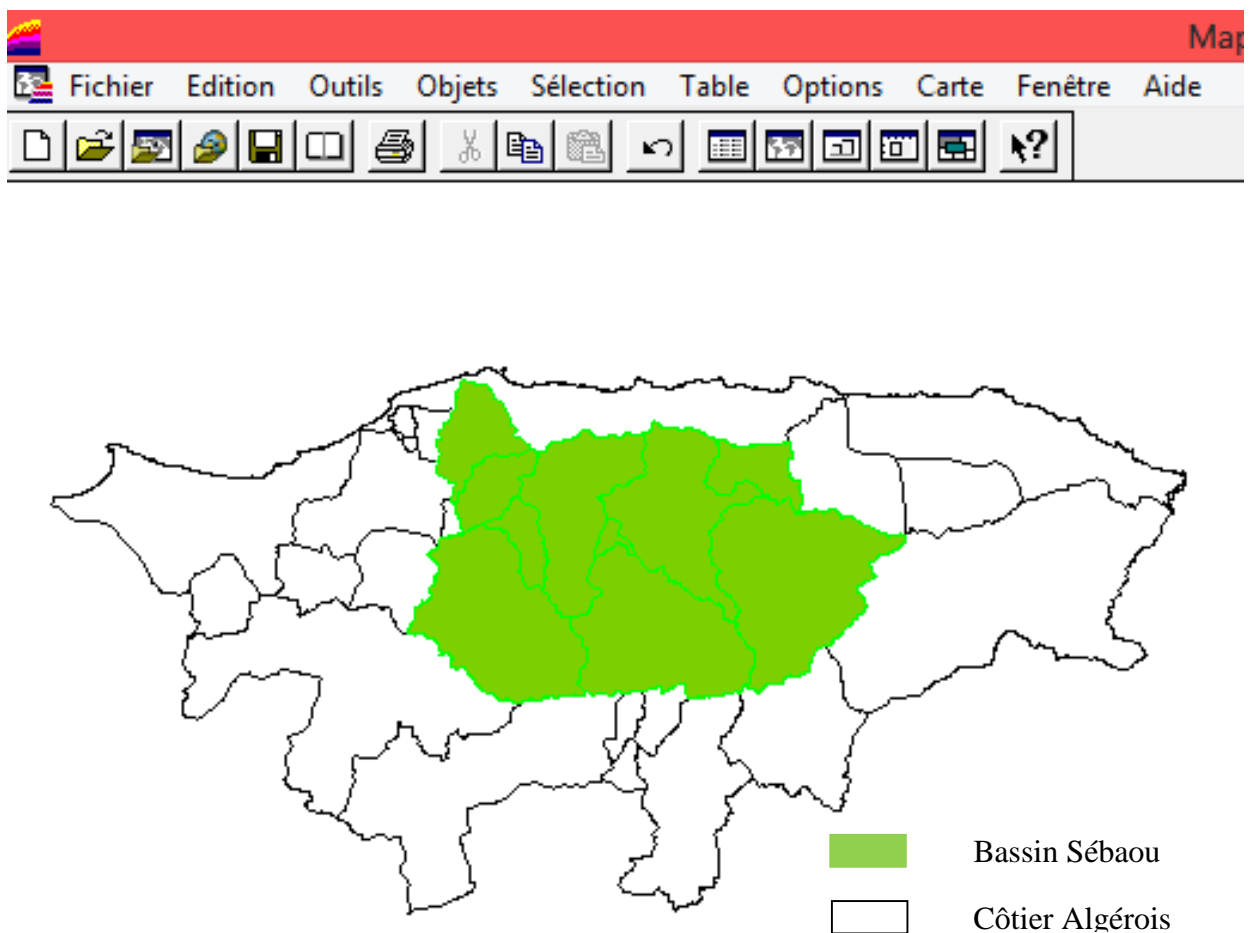 Map
Fichier Edition Outils Objets Sélection Table Options Carte Fenêtre Aide
Bassin Sébaou
Côtier Algérois